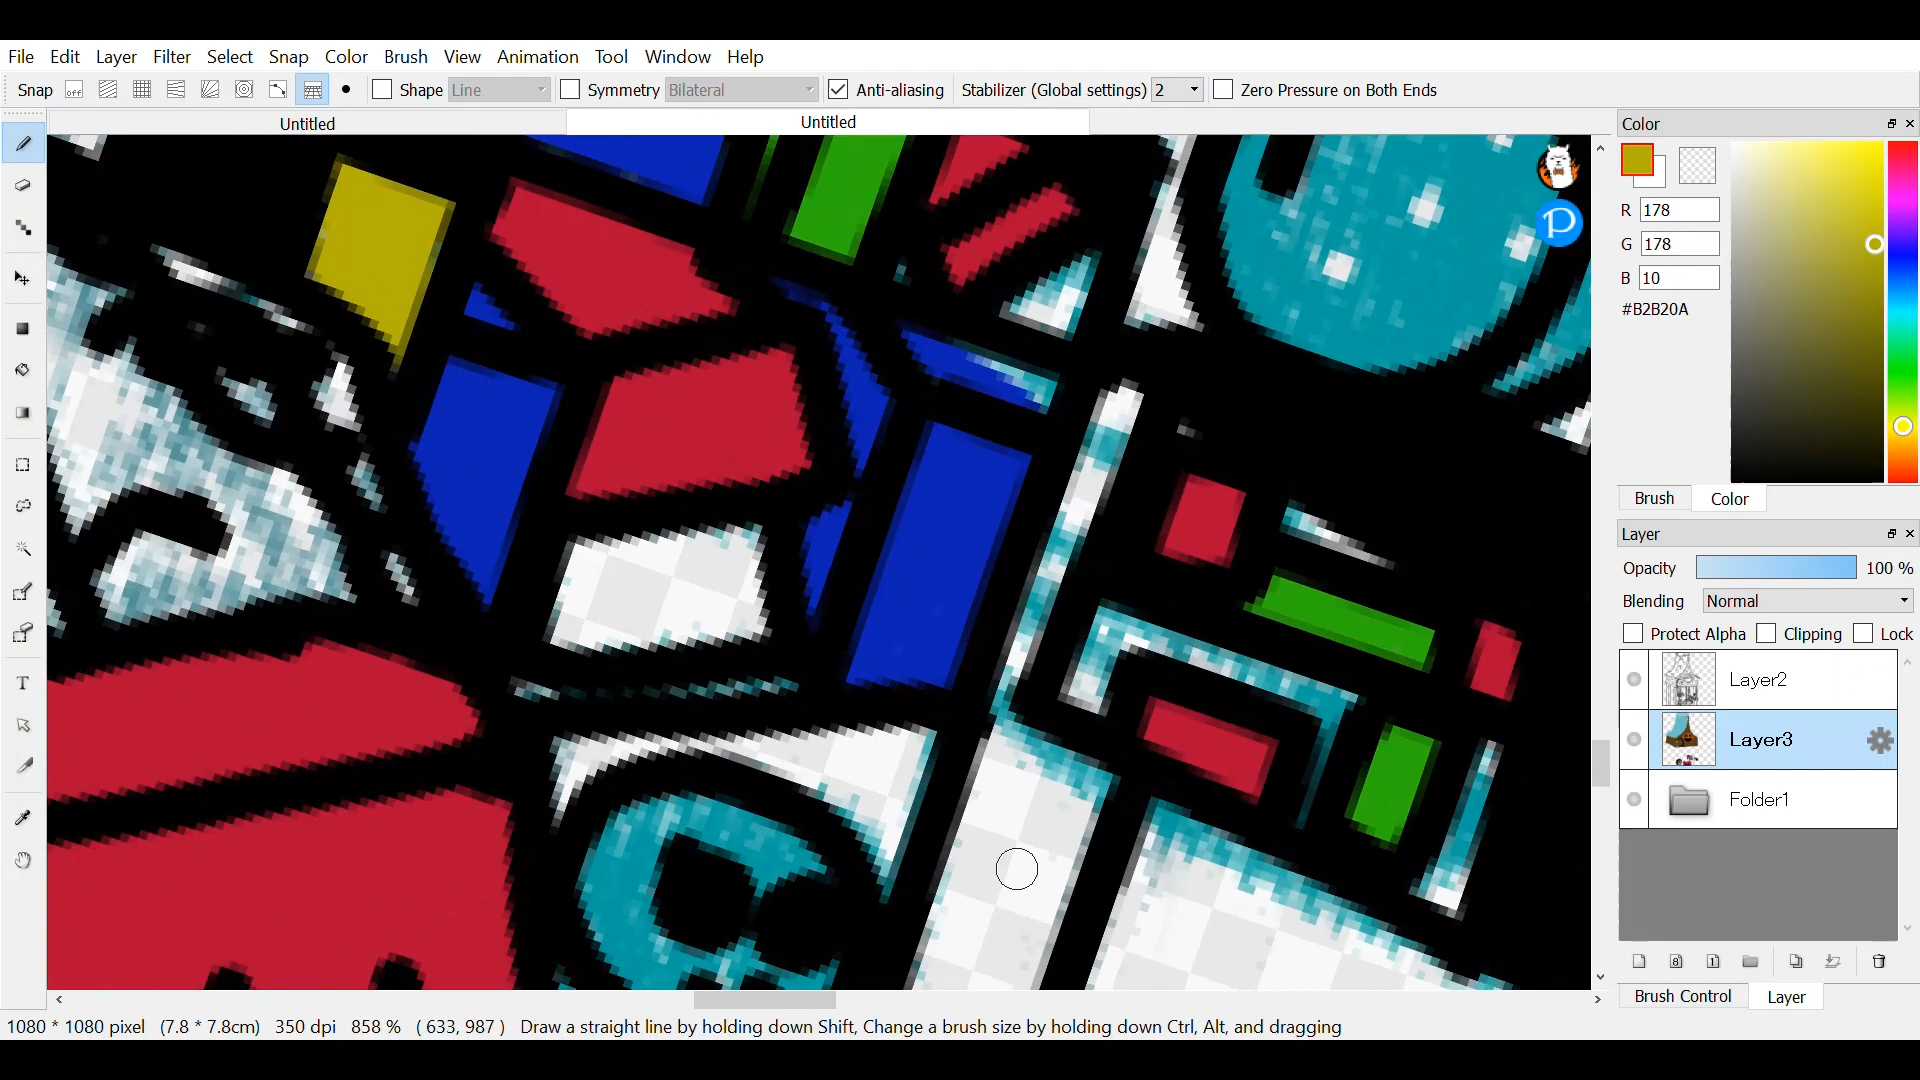 File Edit Layer Filter Select Snap Color Brush View Animation Tool Window Help
Snap off Shape Line Symmetry Bilateral Anti-aliasing Stabilizer (Global settings) 2 Zero Pressure on Both Ends
Untitled Untitled
Color
R 178
G 178
B 10
#B2B20A
Brush Color
Layer
Opacity 100 %
Blending Normal
Protect Alpha Clipping Lock
Layer2
Layer3
Folder1
Brush Control Layer
1080 * 1080 pixel (7.8 * 7.8cm) 350 dpi 858 % ( 633, 987 ) Draw a straight line by holding down Shift, Change a brush size by holding down Ctrl, Alt, and dragging